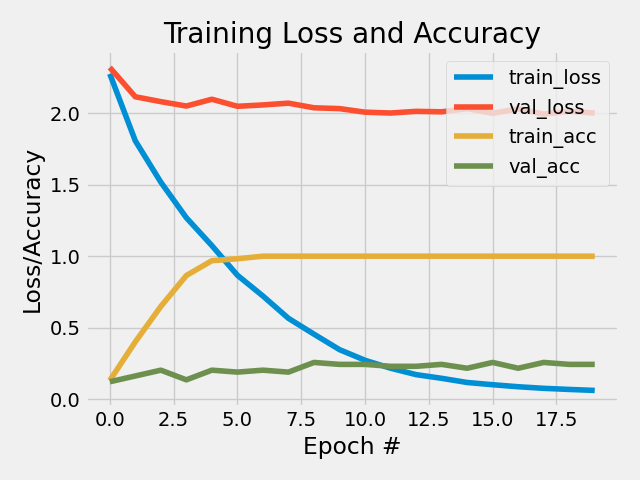 Training Loss and Accuracy
train_loss
val_loss
train_acc
val_acc
Loss/Accuracy
2.0
1.5
1.0
0.5
0.0
0.0 2.5 5.0 7.5 10.0 12.5 15.0 17.5
Epoch #